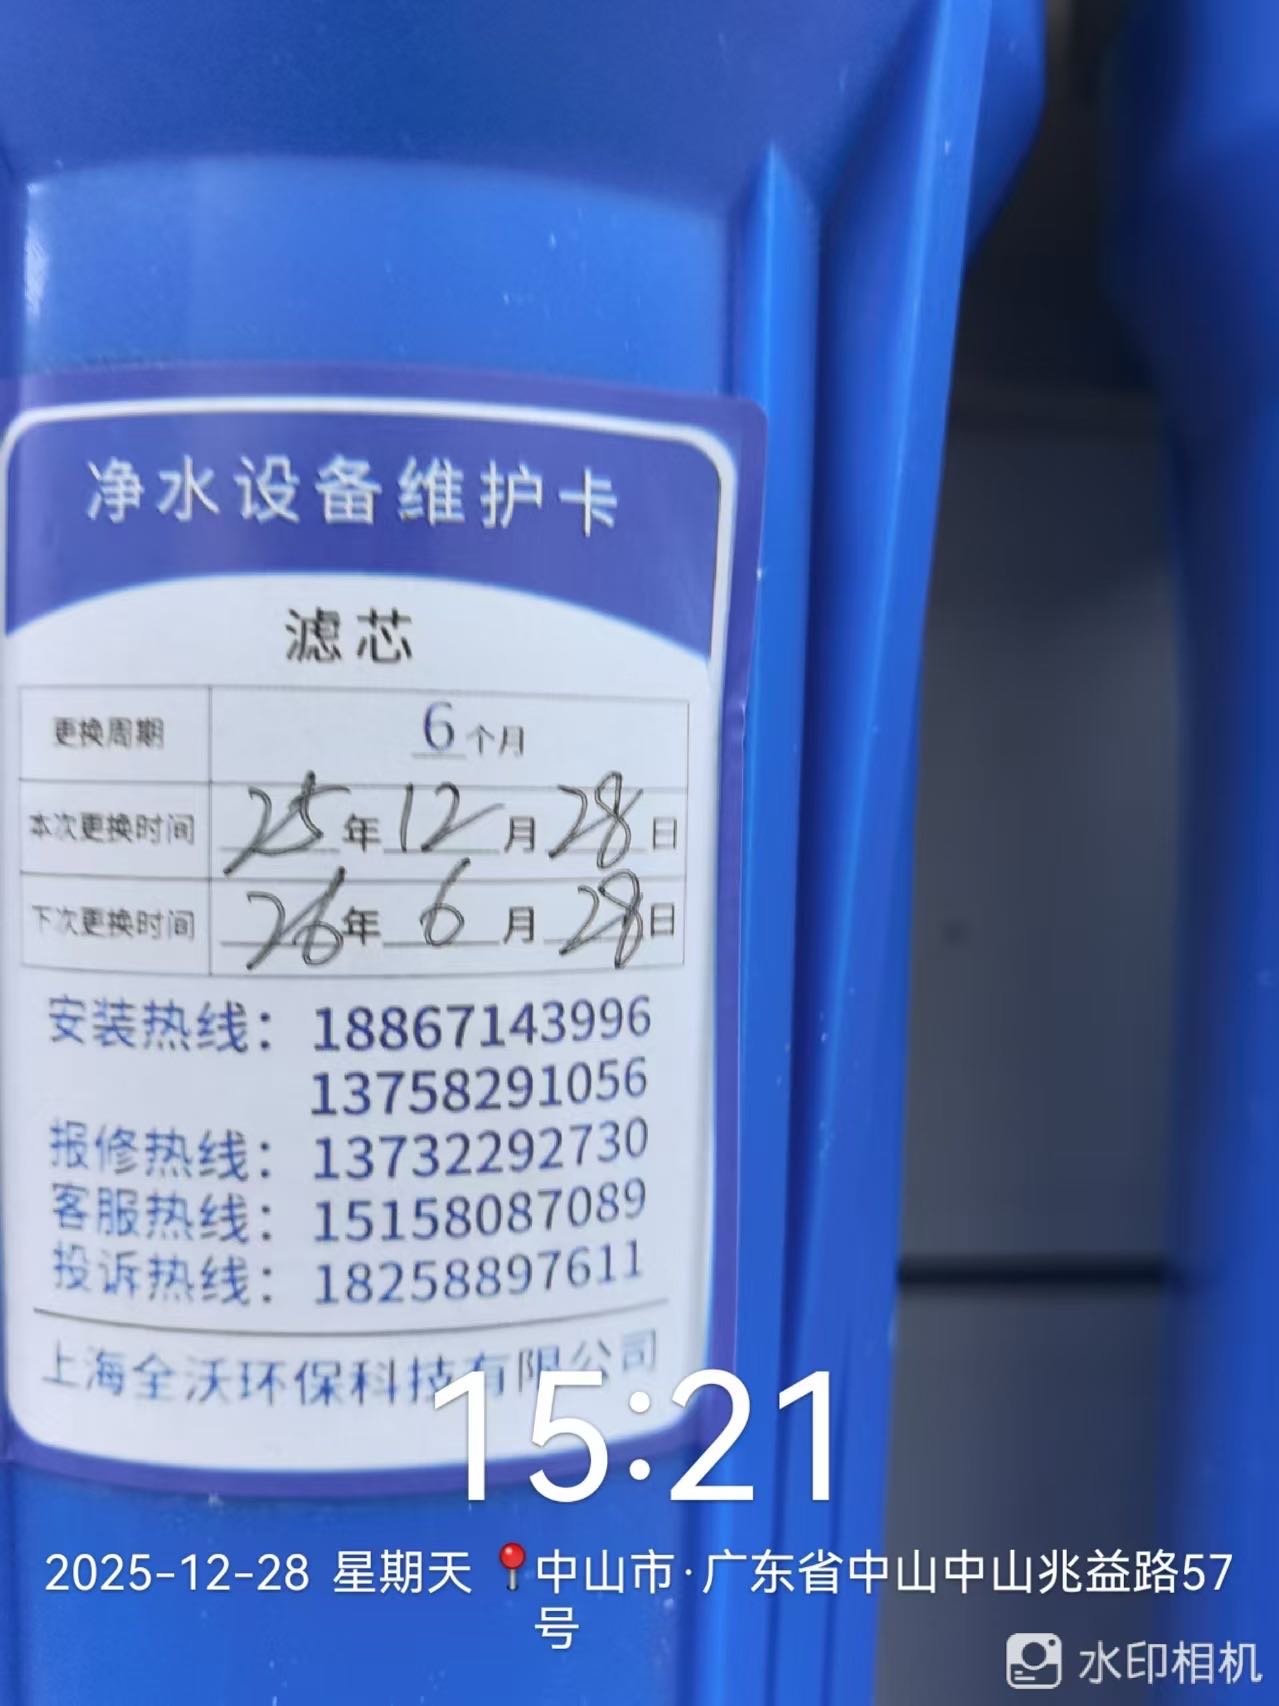 净水设备维护卡
滤芯
更换周期 6个月
本次更换时间 25年12月28日
下次更换时间 26年6月28日
安装热线：18867143996
13758291056
报修热线：13732292730
客服热线：15158087089
投诉热线：18258897611
上海全沃环保科技有限公司
15:21
2025-12-28 星期天 📍中山市·广东省中山中山兆益路57
号
水印相机